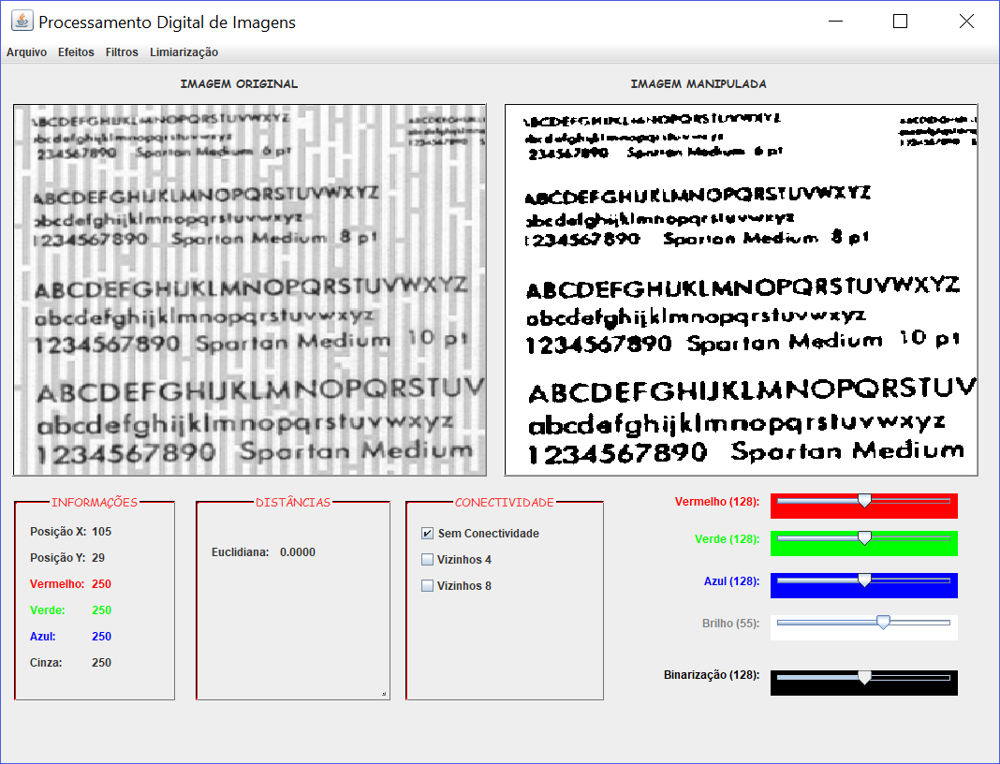 Processamento Digital de Imagens
Arquivo Efeitos Filtros Limiarização
IMAGEM ORIGINAL
ABCDEFGHIJKLMNOPQRSTUVWXYZ
abcdefghijklmnopqrstuvwxyz
234567890 Spartan Medium 6 pt
ABCDEFGHIJKLMNOPQRSTUVWXYZ
abcdefghijklmnopqrstuvwxyz
1234567890 Spartan Medium 8 pt
ABCDEFGHIJKLMNOPQRSTUVWXYZ
abcdefghijklmnopqrstuvwxyz
1234567890 Spartan Medium 10 pt
ABCDEFGHIJKLMNOPQRSTUV
abcdefghijklmnopqrstuvwxyz
1234567890 Spartan Medium
IMAGEM MANIPULADA
ABCDEFGHIJKLMNOPQRSTUVWXYZ
abcdefghijklmnopqrstuvwxyz
234567890 Spartan Medium 6 pt
ABCDEFGHIJKLMNOPQRSTUVWXYZ
abcdefghijklmnopqrstuvwxyz
1234567890 Spartan Medium 8 pt
ABCDEFGHIJKLMNOPQRSTUVWXYZ
abcdefghijklmnopqrstuvwxyz
1234567890 Spartan Medium 10 pt
ABCDEFGHIJKLMNOPQRSTUV
abcdefghijklmnopqrstuvwxyz
1234567890 Spartan Medium
INFORMAÇÕES
Posição X: 105
Posição Y: 29
Vermelho: 250
Verde: 250
Azul: 250
Cinza: 250
DISTÂNCIAS
Euclidiana: 0.0000
CONECTIVIDADE
Sem Conectividade
Vizinhos 4
Vizinhos 8
Vermelho (128):
Verde (128):
Azul (128):
Brilho (55):
Binarização (128):